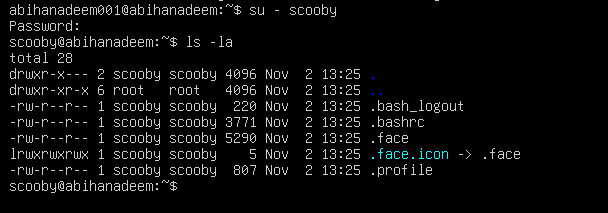 abihanadeem001@abihanadeem:~$ su - scooby
Password:
scooby@abihanadeem:~$ ls -la
total 28
drwxr-x--- 2 scooby scooby 4096 Nov  2 13:25 .
drwxr-xr-x 6 root   root   4096 Nov  2 13:25 ..
-rw-r--r-- 1 scooby scooby  220 Nov  2 13:25 .bash_logout
-rw-r--r-- 1 scooby scooby 3771 Nov  2 13:25 .bashrc
-rw-r--r-- 1 scooby scooby 5290 Nov  2 13:25 .face
lrwxrwxrwx 1 scooby scooby    5 Nov  2 13:25 .face.icon -> .face
-rw-r--r-- 1 scooby scooby  807 Nov  2 13:25 .profile
scooby@abihanadeem:~$